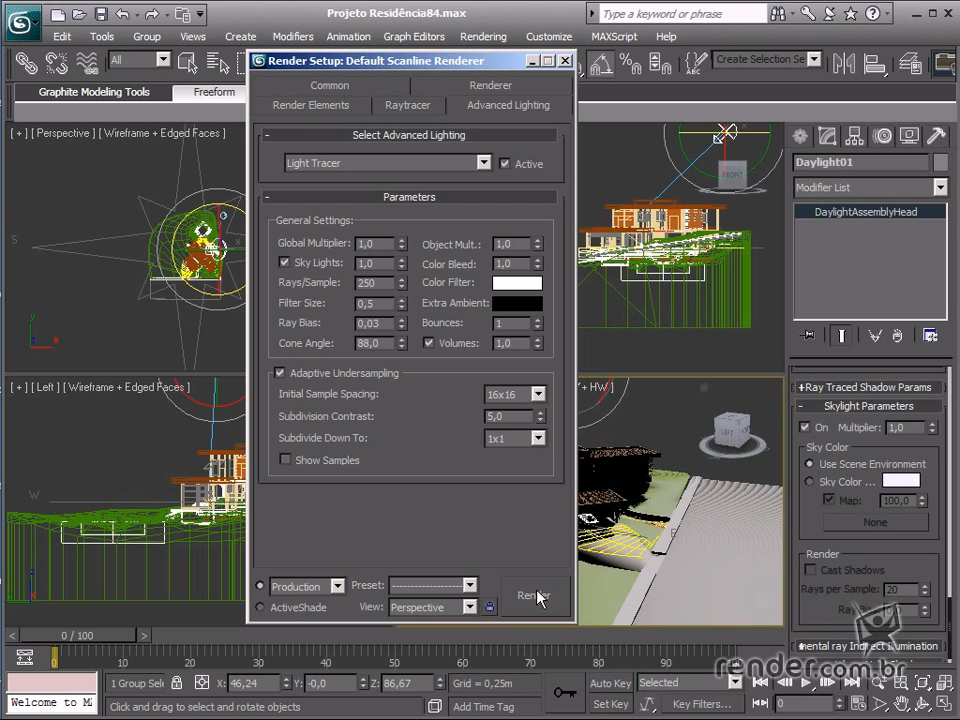 Projeto Residência84.max
Type a keyword or phrase
Edit Tools Group Views Create Modifiers Animation Graph Editors Rendering Customize MAXScript Help
All
Create Selection Se
Graphite Modeling Tools
Freeform
Render Setup: Default Scanline Renderer
Common
Renderer
Render Elements
Raytracer
Advanced Lighting
Select Advanced Lighting
Light Tracer
Active
Parameters
General Settings:
Global Multiplier: 1,0
Object Mult.: 1,0
Sky Lights: 1,0
Color Bleed: 1,0
Rays/Sample: 250
Color Filter:
Filter Size: 0,5
Extra Ambient:
Ray Bias: 0,03
Bounces: 1
Cone Angle: 88,0
Volumes: 1,0
Adaptive Undersampling
Initial Sample Spacing: 16x16
Subdivision Contrast: 5,0
Subdivide Down To: 1x1
Show Samples
Production
Preset: --------------------
ActiveShade
View: Perspective
Render
[ + ] [ Perspective ] [ Wireframe + Edged Faces ]
FRONT
[ + ] [ Left ] [ Wireframe + Edged Faces ]
Y + HW ]
LEFT
S
W
E
x
y
x
z
Daylight01
Modifier List
DaylightAssemblyHead
+Ray Traced Shadow Params
- Skylight Parameters
On Multiplier: 1,0
Sky Color
Use Scene Environment
Sky Color ...
Map: 100,0
None
Render
Cast Shadows
Rays per Sample: 20
mental ray Indirect Illumination
render.com.br
0 / 100
0 10 20 30 40 50 60 70 80 90
1 Group Sele
X: 46,24
Y: -0,0
Z: 86,67
Grid = 0,25m
Auto Key
Selected
Welcome to M
Click and drag to select and rotate objects
Add Time Tag
Set Key
Key Filters...
0